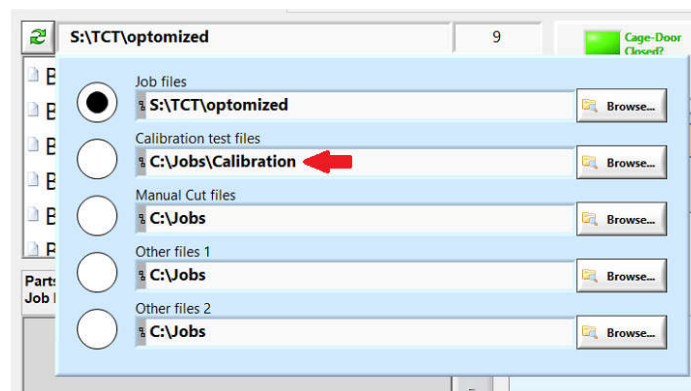 S:\TCT\optomized
9
Cage-Door
Closed?
Job files
S:\TCT\optomized
Browse...
Calibration test files
C:\Jobs\Calibration
Browse...
Manual Cut files
C:\Jobs
Browse...
Other files 1
C:\Jobs
Browse...
Other files 2
C:\Jobs
Browse...
B
B
B
B
B
Parts
Job